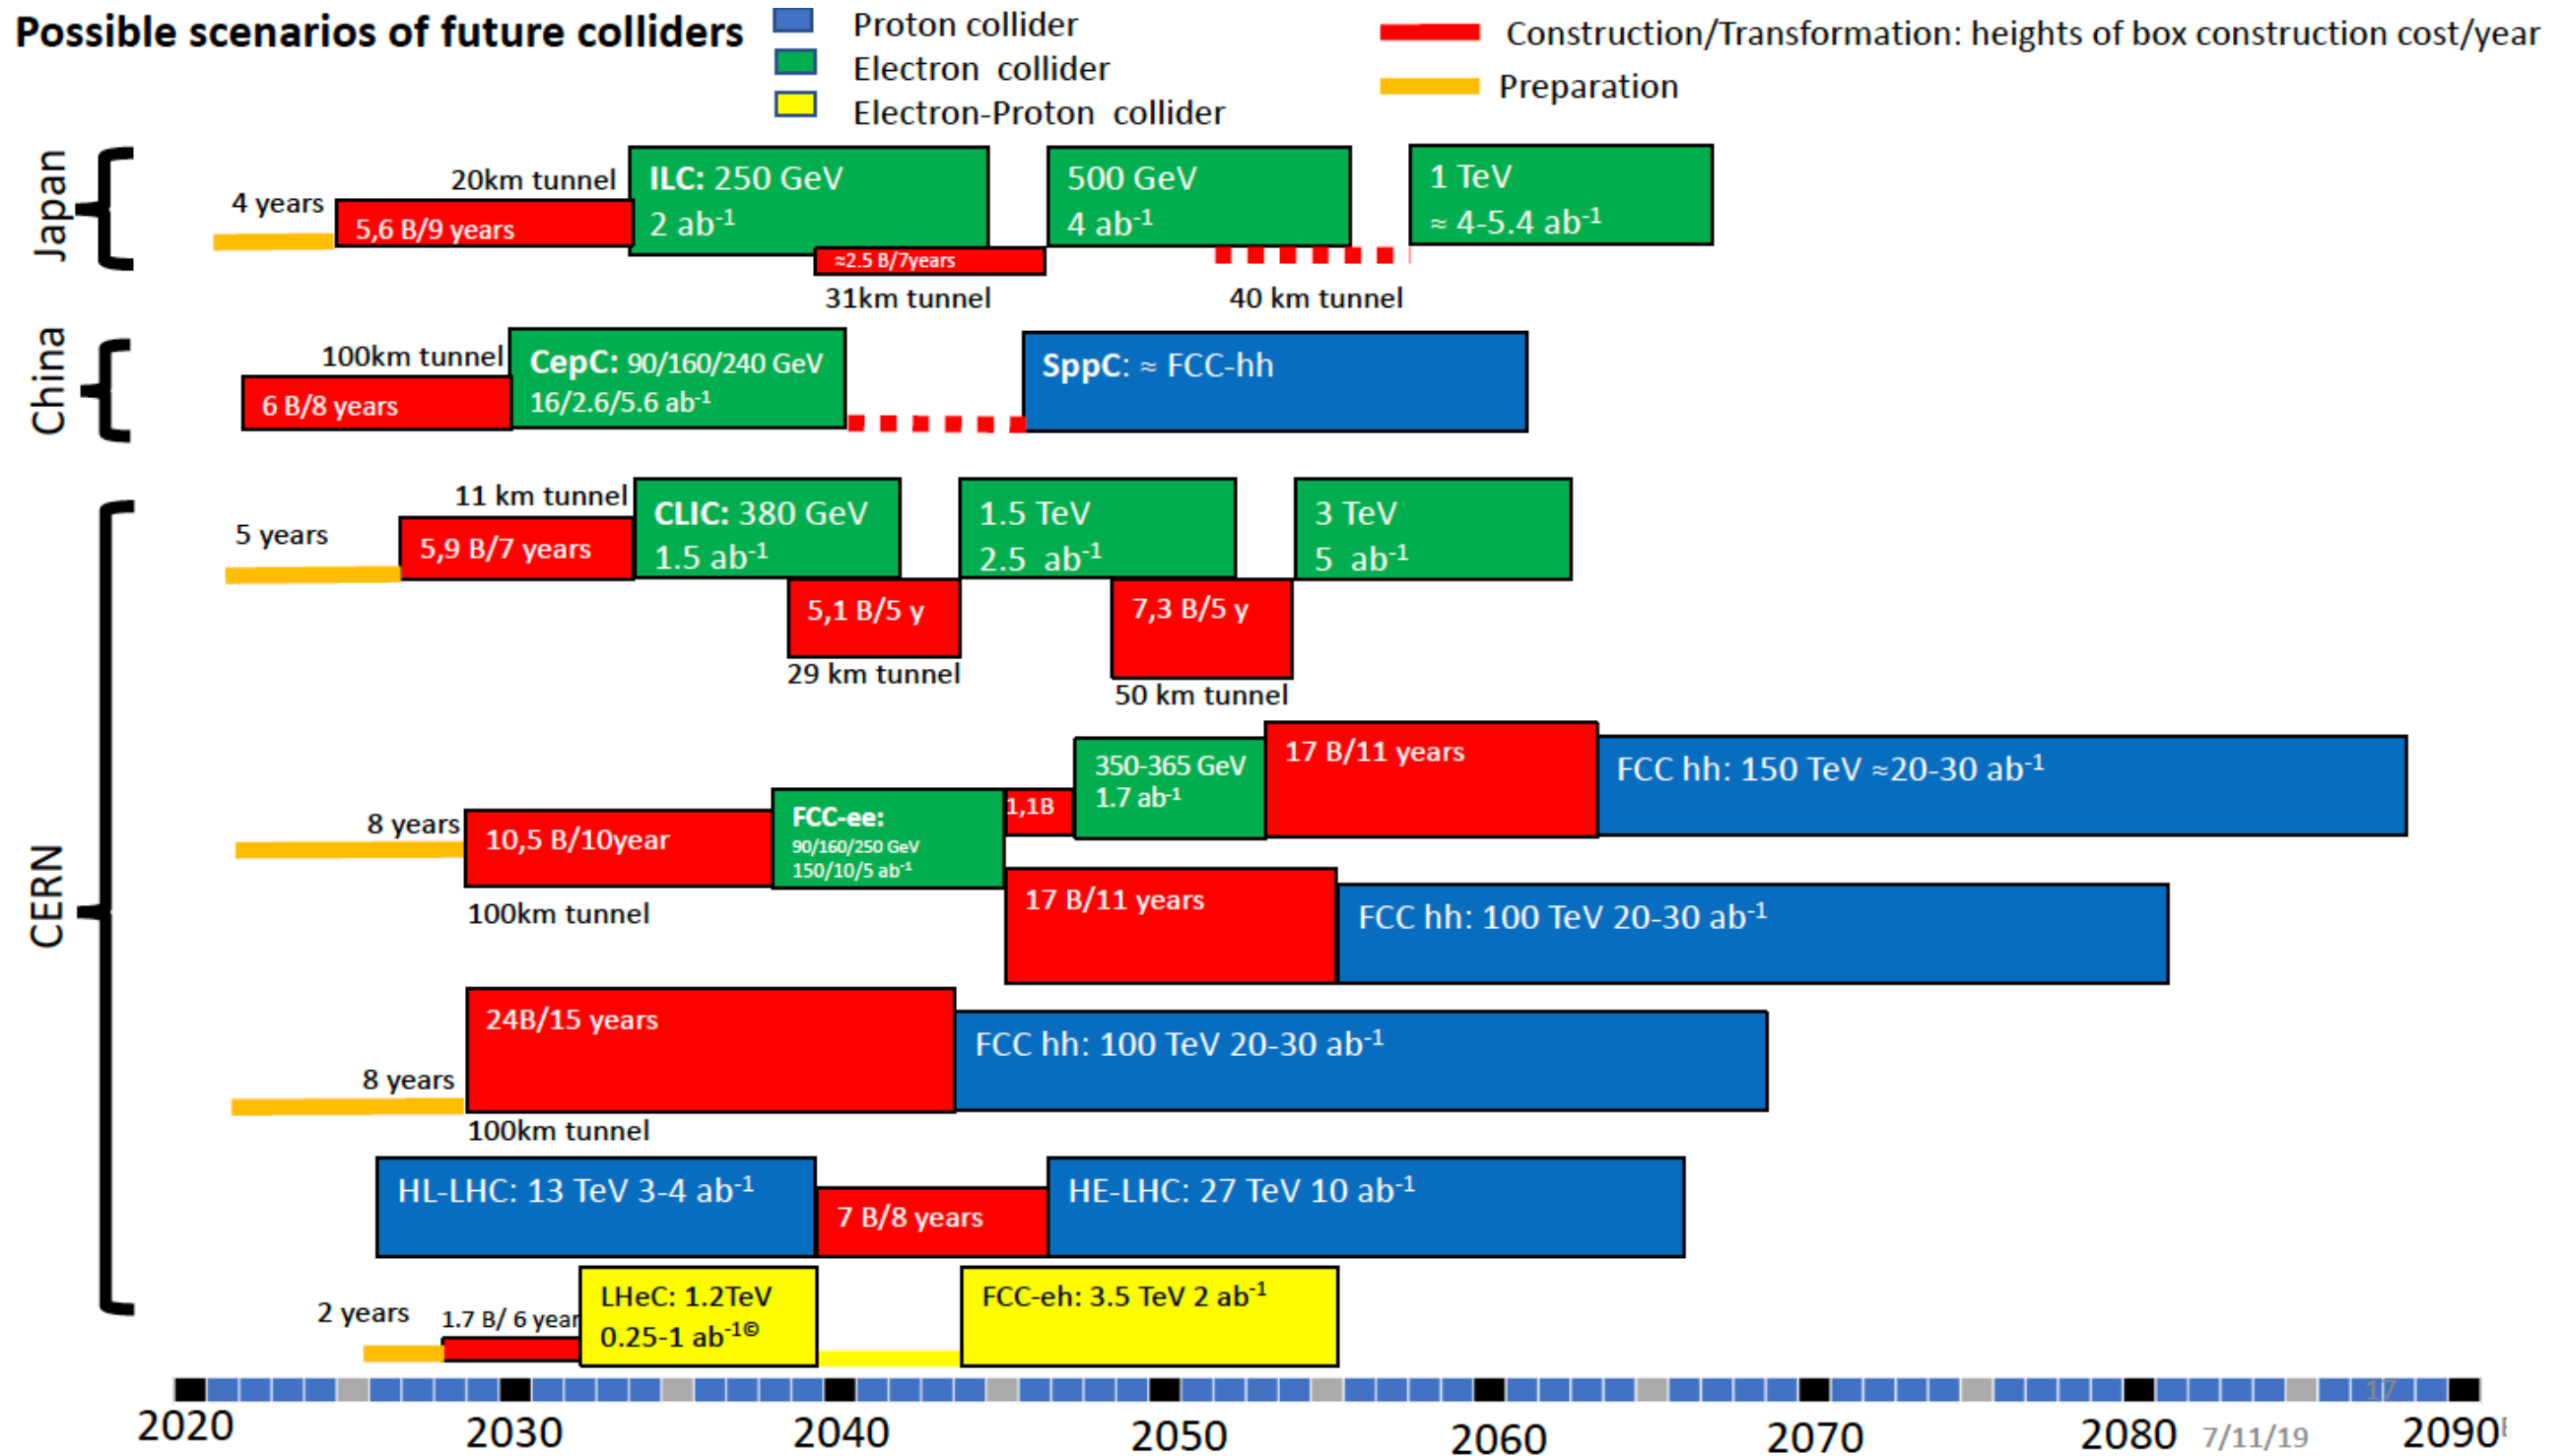 Possible scenarios of future colliders
Proton collider
Electron collider
Electron-Proton collider
Construction/Transformation: heights of box construction cost/year
Preparation
Japan
4 years
20km tunnel
5,6 B/9 years
ILC: 250 GeV
2 ab-1
≈2.5 B/7years
31km tunnel
500 GeV
4 ab-1
40 km tunnel
1 TeV
≈ 4-5.4 ab-1
China
100km tunnel
6 B/8 years
CepC: 90/160/240 GeV
16/2.6/5.6 ab-1
SppC: ≈ FCC-hh
CERN
5 years
11 km tunnel
5,9 B/7 years
CLIC: 380 GeV
1.5 ab-1
5,1 B/5 y
29 km tunnel
1.5 TeV
2.5 ab-1
7,3 B/5 y
50 km tunnel
3 TeV
5 ab-1
8 years
10,5 B/10year
100km tunnel
FCC-ee:
90/160/250 GeV
150/10/5 ab-1
1,1B
350-365 GeV
1.7 ab-1
17 B/11 years
FCC hh: 150 TeV ≈20-30 ab-1
17 B/11 years
FCC hh: 100 TeV 20-30 ab-1
8 years
24B/15 years
100km tunnel
FCC hh: 100 TeV 20-30 ab-1
HL-LHC: 13 TeV 3-4 ab-1
7 B/8 years
HE-LHC: 27 TeV 10 ab-1
2 years
1.7 B/ 6 year
LHeC: 1.2TeV
0.25-1 ab-1©
FCC-eh: 3.5 TeV 2 ab-1
17
2020 2030 2040 2050 2060 2070 2080 7/11/19 2090